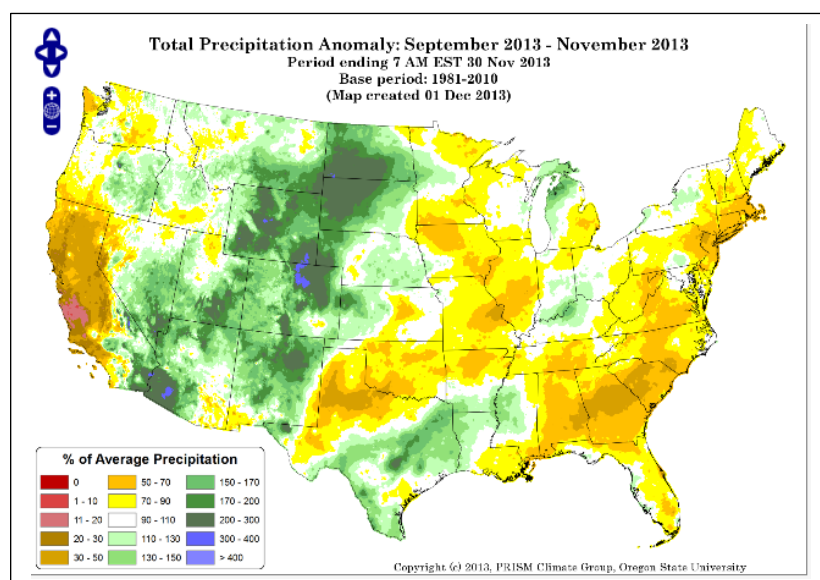 Total Precipitation Anomaly: September 2013 - November 2013
Period ending 7 AM EST 30 Nov 2013
Base period: 1981-2010
(Map created 01 Dec 2013)
% of Average Precipitation
0 50 - 70 150 - 170
1 - 10 70 - 90 170 - 200
11 - 20 90 - 110 200 - 300
20 - 30 110 - 130 300 - 400
30 - 50 130 - 150 > 400
Copyright (c) 2013, PRISM Climate Group, Oregon State University